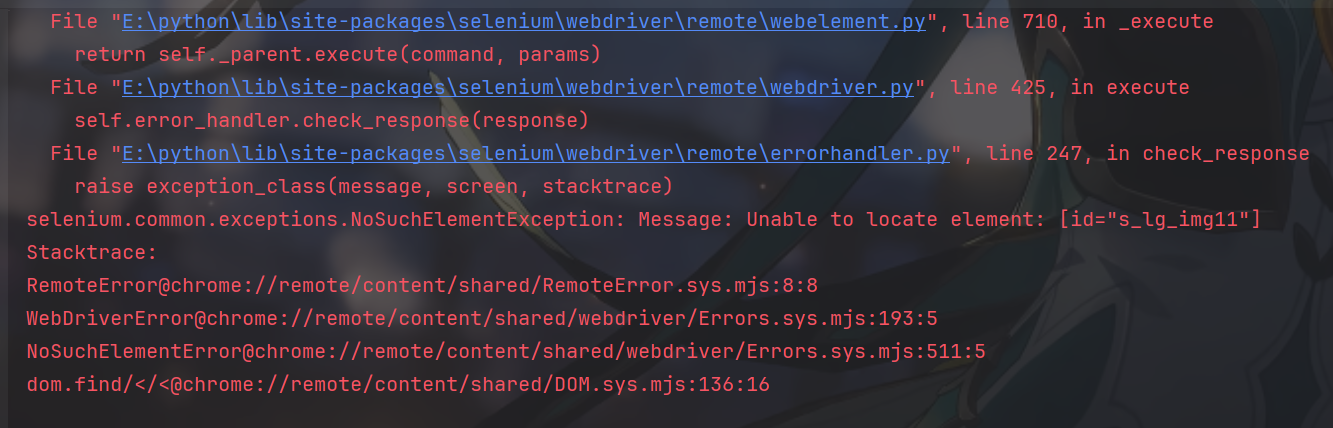 File "E:\python\lib\site-packages\selenium\webdriver\remote\webelement.py", line 710, in _execute
return self._parent.execute(command, params)
File "E:\python\lib\site-packages\selenium\webdriver\remote\webdriver.py", line 425, in execute
self.error_handler.check_response(response)
File "E:\python\lib\site-packages\selenium\webdriver\remote\errorhandler.py", line 247, in check_response
raise exception_class(message, screen, stacktrace)
selenium.common.exceptions.NoSuchElementException: Message: Unable to locate element: [id="s_lg_img11"]
Stacktrace:
RemoteError@chrome://remote/content/shared/RemoteError.sys.mjs:8:8
WebDriverError@chrome://remote/content/shared/webdriver/Errors.sys.mjs:193:5
NoSuchElementError@chrome://remote/content/shared/webdriver/Errors.sys.mjs:511:5
dom.find/</<@chrome://remote/content/shared/DOM.sys.mjs:136:16